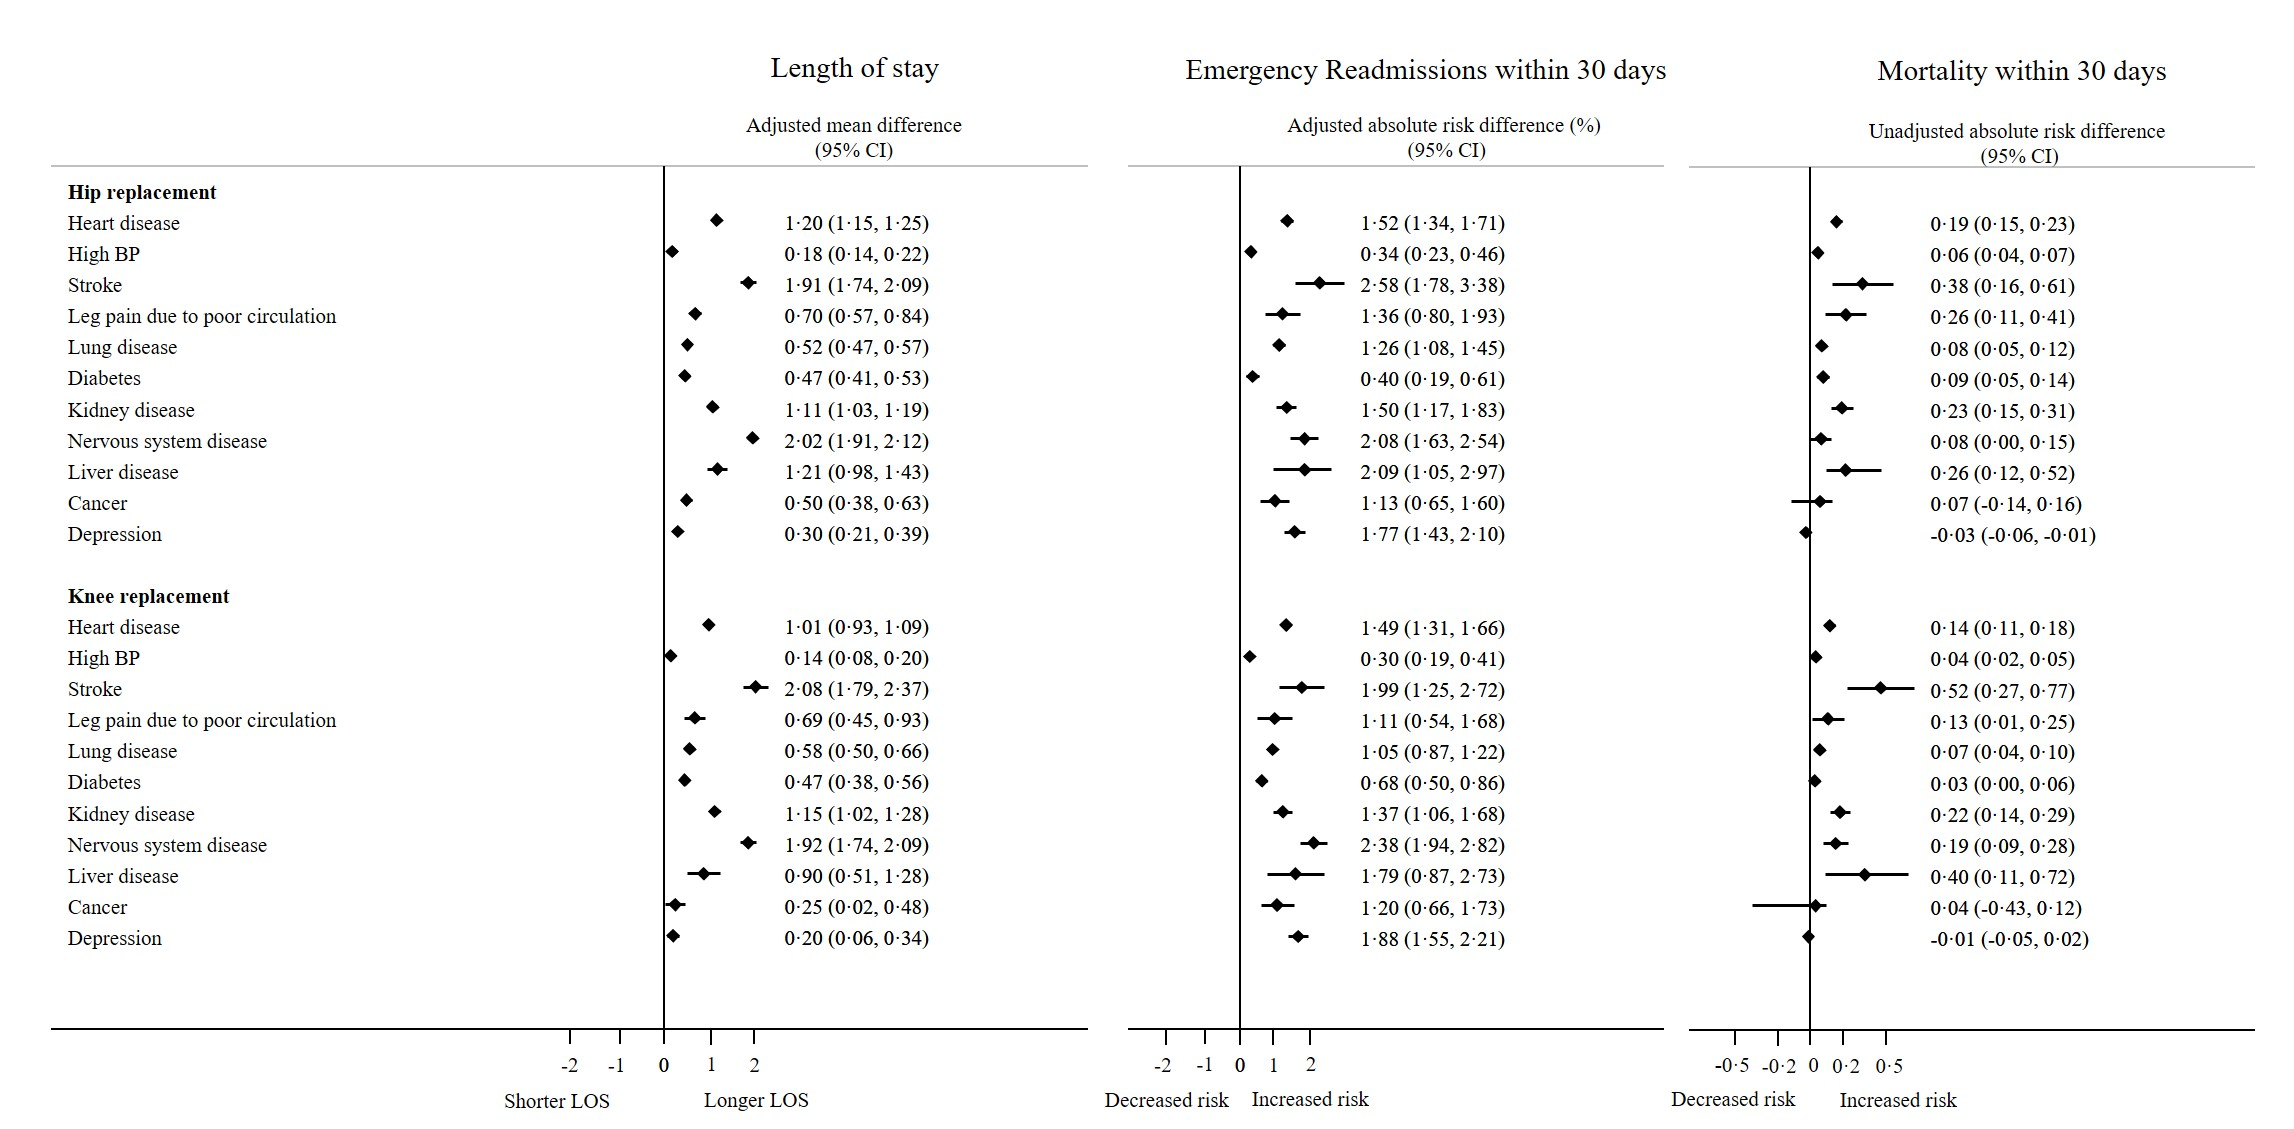 Length of stay Emergency Readmissions within 30 days Mortality within 30 days
Adjusted mean difference Adjusted absolute risk difference (%) Unadjusted absolute risk difference
(95% CI) (95% CI) (95% CI)
Hip replacement
Heart disease 1·20 (1·15, 1·25) 1·52 (1·34, 1·71) 0·19 (0·15, 0·23)
High BP 0·18 (0·14, 0·22) 0·34 (0·23, 0·46) 0·06 (0·04, 0·07)
Stroke 1·91 (1·74, 2·09) 2·58 (1·78, 3·38) 0·38 (0·16, 0·61)
Leg pain due to poor circulation 0·70 (0·57, 0·84) 1·36 (0·80, 1·93) 0·26 (0·11, 0·41)
Lung disease 0·52 (0·47, 0·57) 1·26 (1·08, 1·45) 0·08 (0·05, 0·12)
Diabetes 0·47 (0·41, 0·53) 0·40 (0·19, 0·61) 0·09 (0·05, 0·14)
Kidney disease 1·11 (1·03, 1·19) 1·50 (1·17, 1·83) 0·23 (0·15, 0·31)
Nervous system disease 2·02 (1·91, 2·12) 2·08 (1·63, 2·54) 0·08 (0·00, 0·15)
Liver disease 1·21 (0·98, 1·43) 2·09 (1·05, 2·97) 0·26 (0·12, 0·52)
Cancer 0·50 (0·38, 0·63) 1·13 (0·65, 1·60) 0·07 (-0·14, 0·16)
Depression 0·30 (0·21, 0·39) 1·77 (1·43, 2·10) -0·03 (-0·06, -0·01)
Knee replacement
Heart disease 1·01 (0·93, 1·09) 1·49 (1·31, 1·66) 0·14 (0·11, 0·18)
High BP 0·14 (0·08, 0·20) 0·30 (0·19, 0·41) 0·04 (0·02, 0·05)
Stroke 2·08 (1·79, 2·37) 1·99 (1·25, 2·72) 0·52 (0·27, 0·77)
Leg pain due to poor circulation 0·69 (0·45, 0·93) 1·11 (0·54, 1·68) 0·13 (0·01, 0·25)
Lung disease 0·58 (0·50, 0·66) 1·05 (0·87, 1·22) 0·07 (0·04, 0·10)
Diabetes 0·47 (0·38, 0·56) 0·68 (0·50, 0·86) 0·03 (0·00, 0·06)
Kidney disease 1·15 (1·02, 1·28) 1·37 (1·06, 1·68) 0·22 (0·14, 0·29)
Nervous system disease 1·92 (1·74, 2·09) 2·38 (1·94, 2·82) 0·19 (0·09, 0·28)
Liver disease 0·90 (0·51, 1·28) 1·79 (0·87, 2·73) 0·40 (0·11, 0·72)
Cancer 0·25 (0·02, 0·48) 1·20 (0·66, 1·73) 0·04 (-0·43, 0·12)
Depression 0·20 (0·06, 0·34) 1·88 (1·55, 2·21) -0·01 (-0·05, 0·02)
-2 -1 0 1 2 -2 -1 0 1 2 -0·5 -0·2 0 0·2 0·5
Shorter LOS Longer LOS Decreased risk Increased risk Decreased risk Increased risk